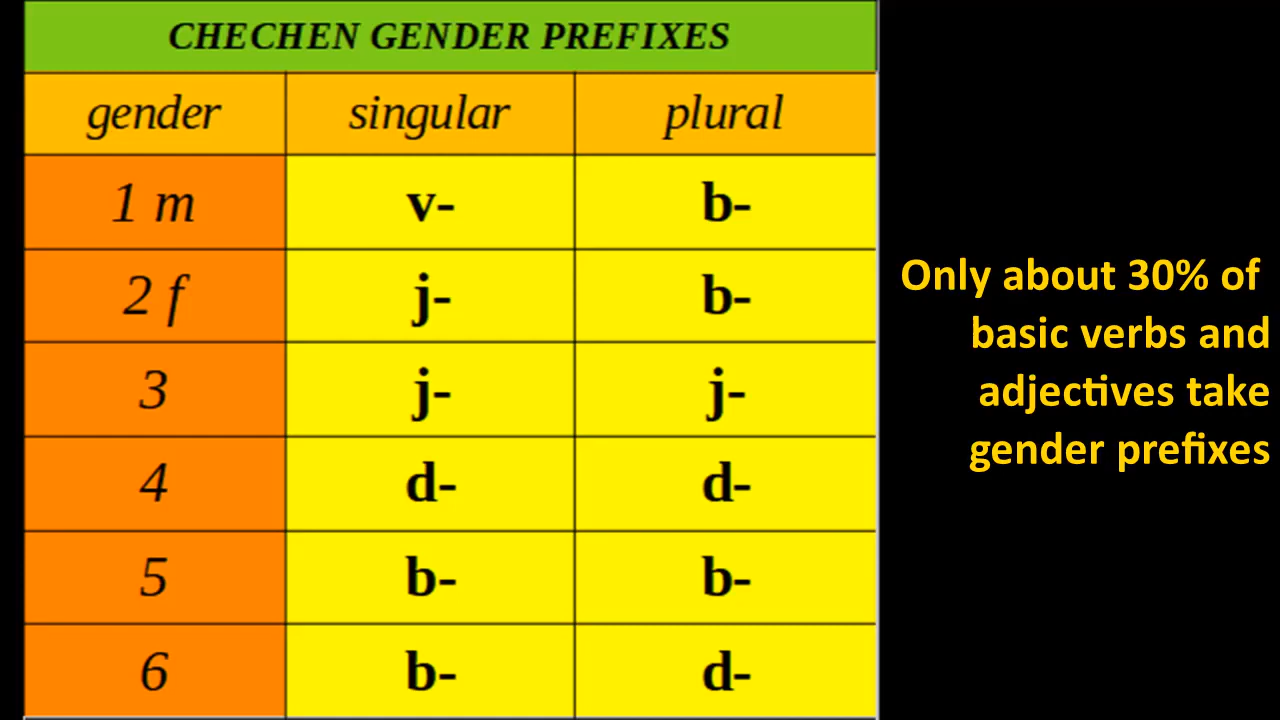 CHECHEN GENDER PREFIXES
gender singular plural
1 m v- b-
2 f j- b-
3 j- j-
4 d- d-
5 b- b-
6 b- d-
Only about 30% of
basic verbs and
adjectives take
gender prefixes